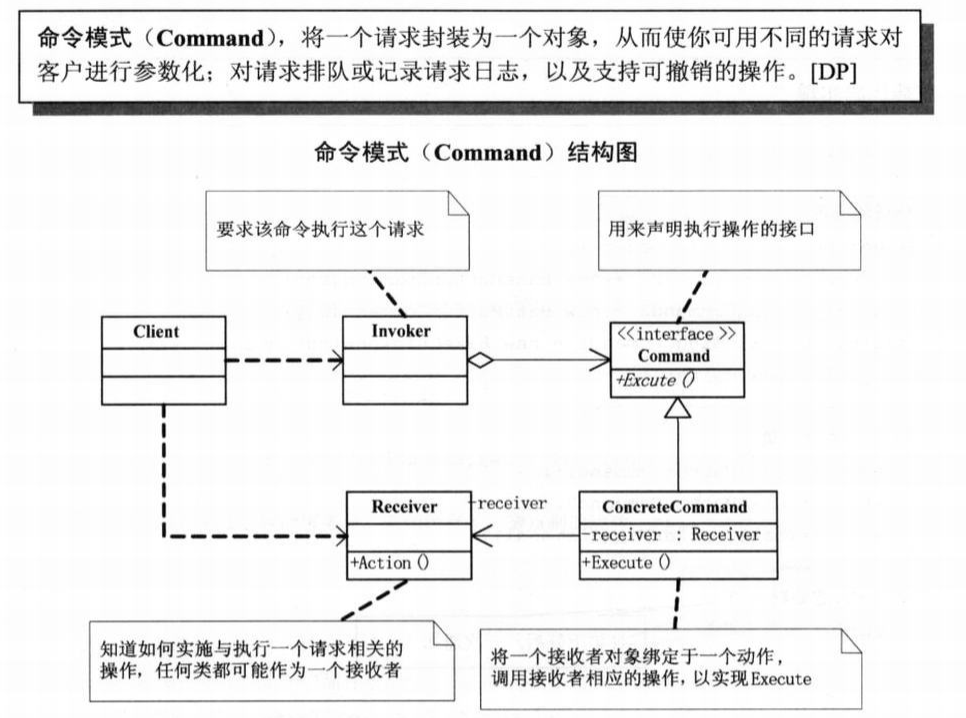 命令模式（Command），将一个请求封装为一个对象，从而使你可用不同的请求对
客户进行参数化；对请求排队或记录请求日志，以及支持可撤销的操作。[DP]
命令模式（Command）结构图
要求该命令执行这个请求
用来声明执行操作的接口
Client
Invoker
<<interface >>
Command
+Excute ()
Receiver
-receiver
+Action ()
ConcreteCommand
-receiver : Receiver
+Execute ()
知道如何实施与执行一个请求相关的
操作，任何类都可能作为一个接收者
将一个接收者对象绑定于一个动作，
调用接收者相应的操作，以实现Execute